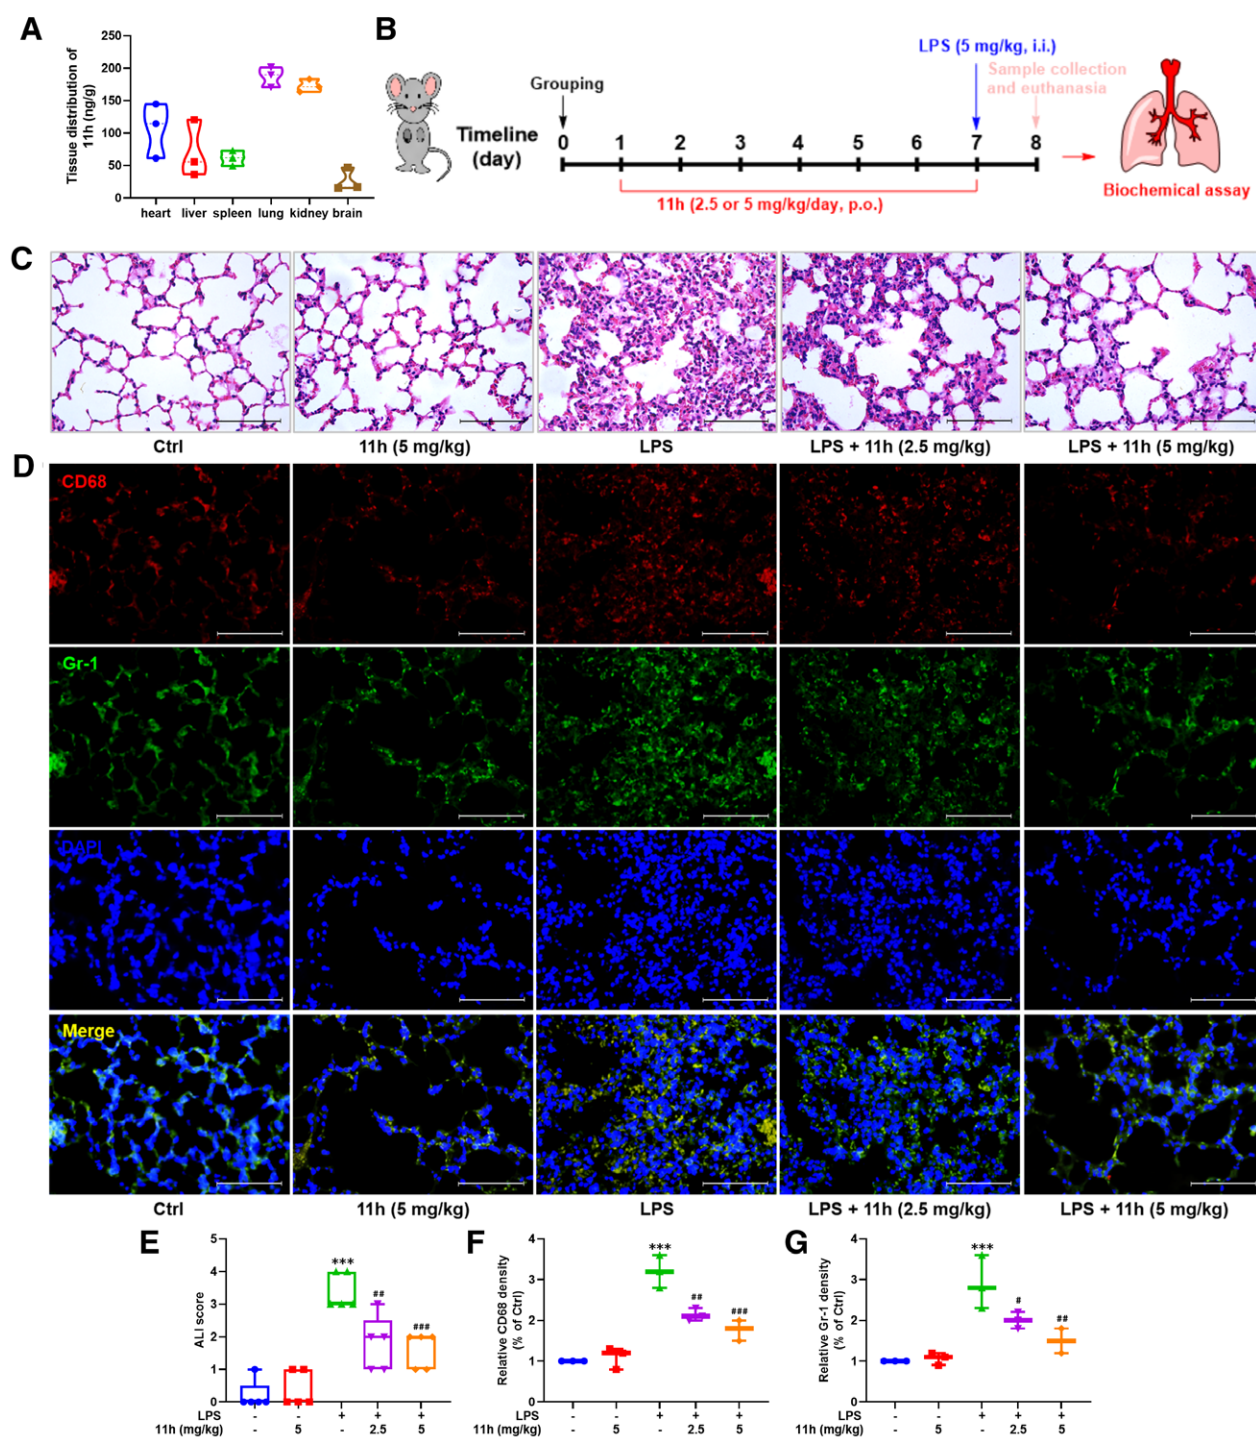 A
Tissue distribution of
11h (ng/g)
250
200
150
100
50
0
heart liver spleen lung kidney brain
B
LPS (5 mg/kg, i.i.)
Sample collection
and euthanasia
Grouping
Timeline
(day)
0 1 2 3 4 5 6 7 8
11h (2.5 or 5 mg/kg/day, p.o.)
Biochemical assay
C
Ctrl 11h (5 mg/kg) LPS LPS + 11h (2.5 mg/kg) LPS + 11h (5 mg/kg)
D
CD68
Gr-1
DAPI
Merge
Ctrl 11h (5 mg/kg) LPS LPS + 11h (2.5 mg/kg) LPS + 11h (5 mg/kg)
E
ALI score
5
4
3
2
1
0
***
##
###
LPS - - + + +
11h (mg/kg) - 5 - 2.5 5
F
Relative CD68 density
(% of Ctrl)
4
3
2
1
0
***
##
###
LPS - - + + +
11h (mg/kg) - 5 - 2.5 5
G
Relative Gr-1 density
(% of Ctrl)
4
3
2
1
0
***
#
##
LPS - - + + +
11h (mg/kg) - 5 - 2.5 5